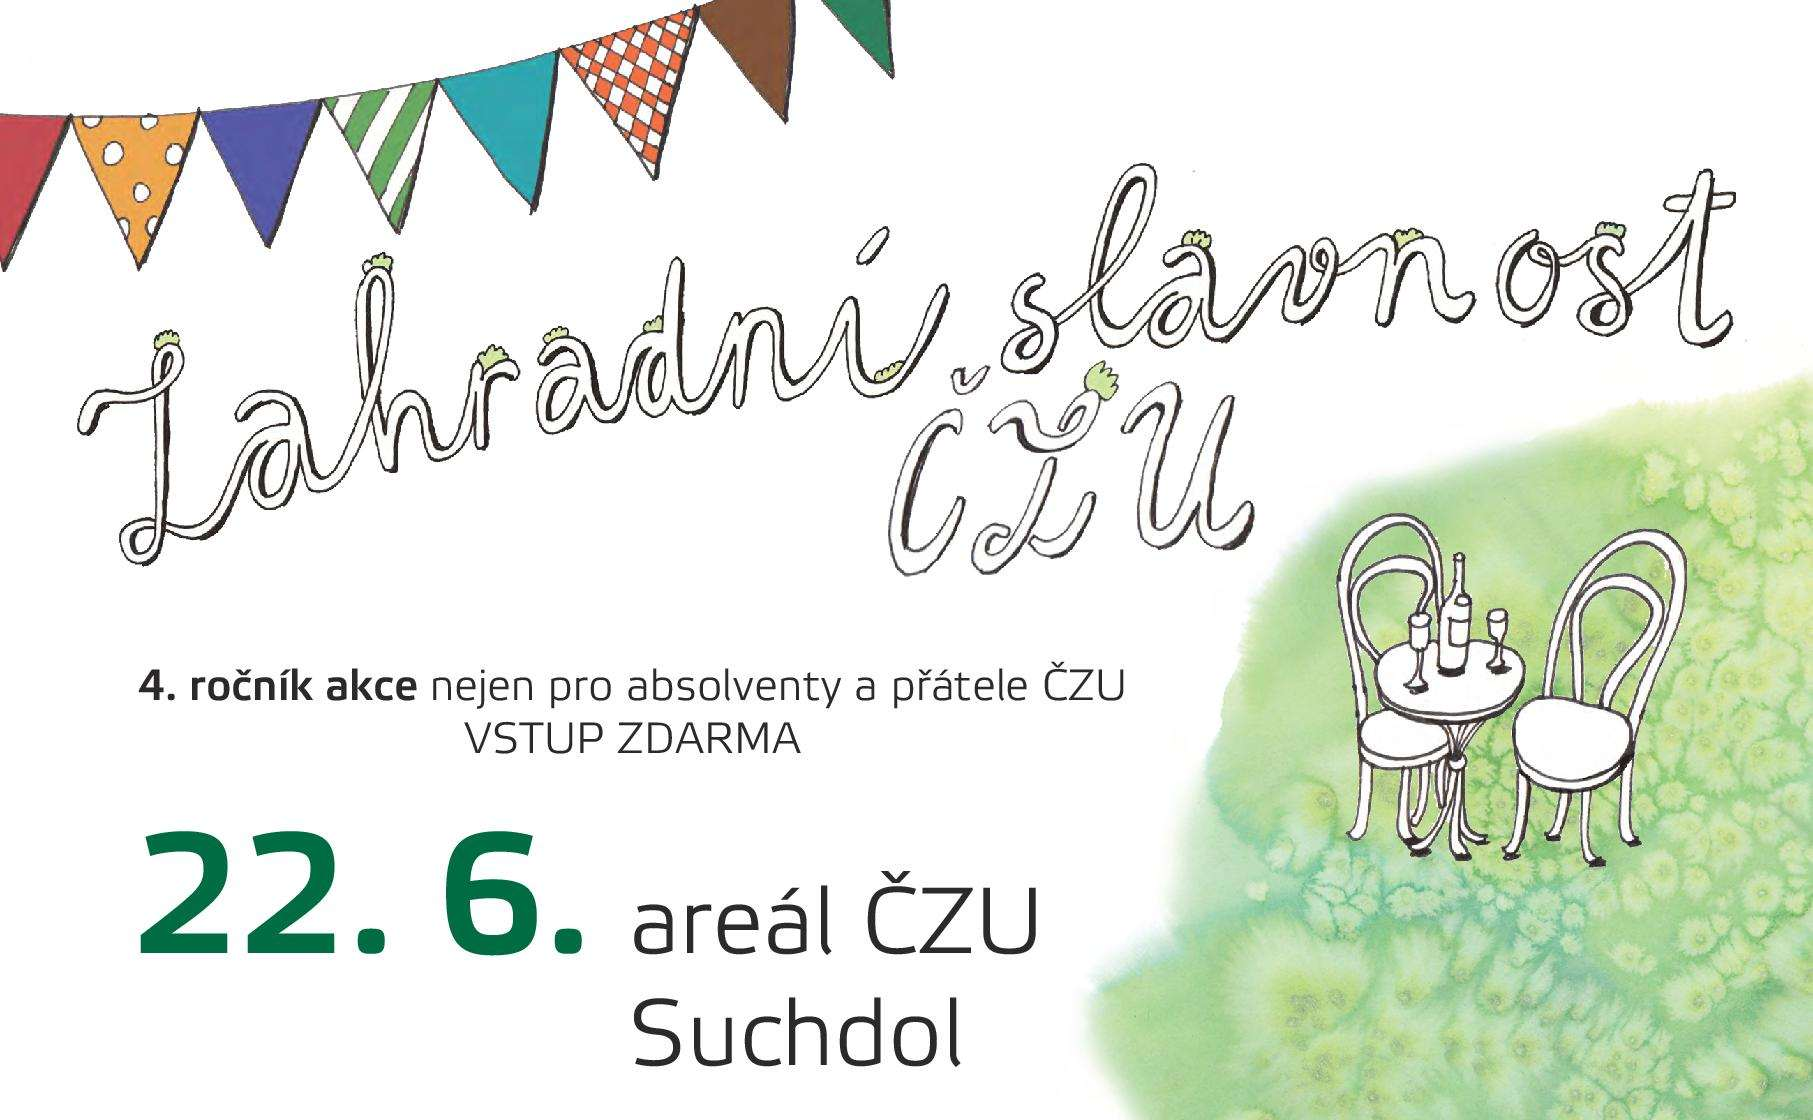 Zahradní slavnost
ČZU
4. ročník akce nejen pro absolventy a přátele ČZU
VSTUP ZDARMA
22. 6. areál ČZU
Suchdol